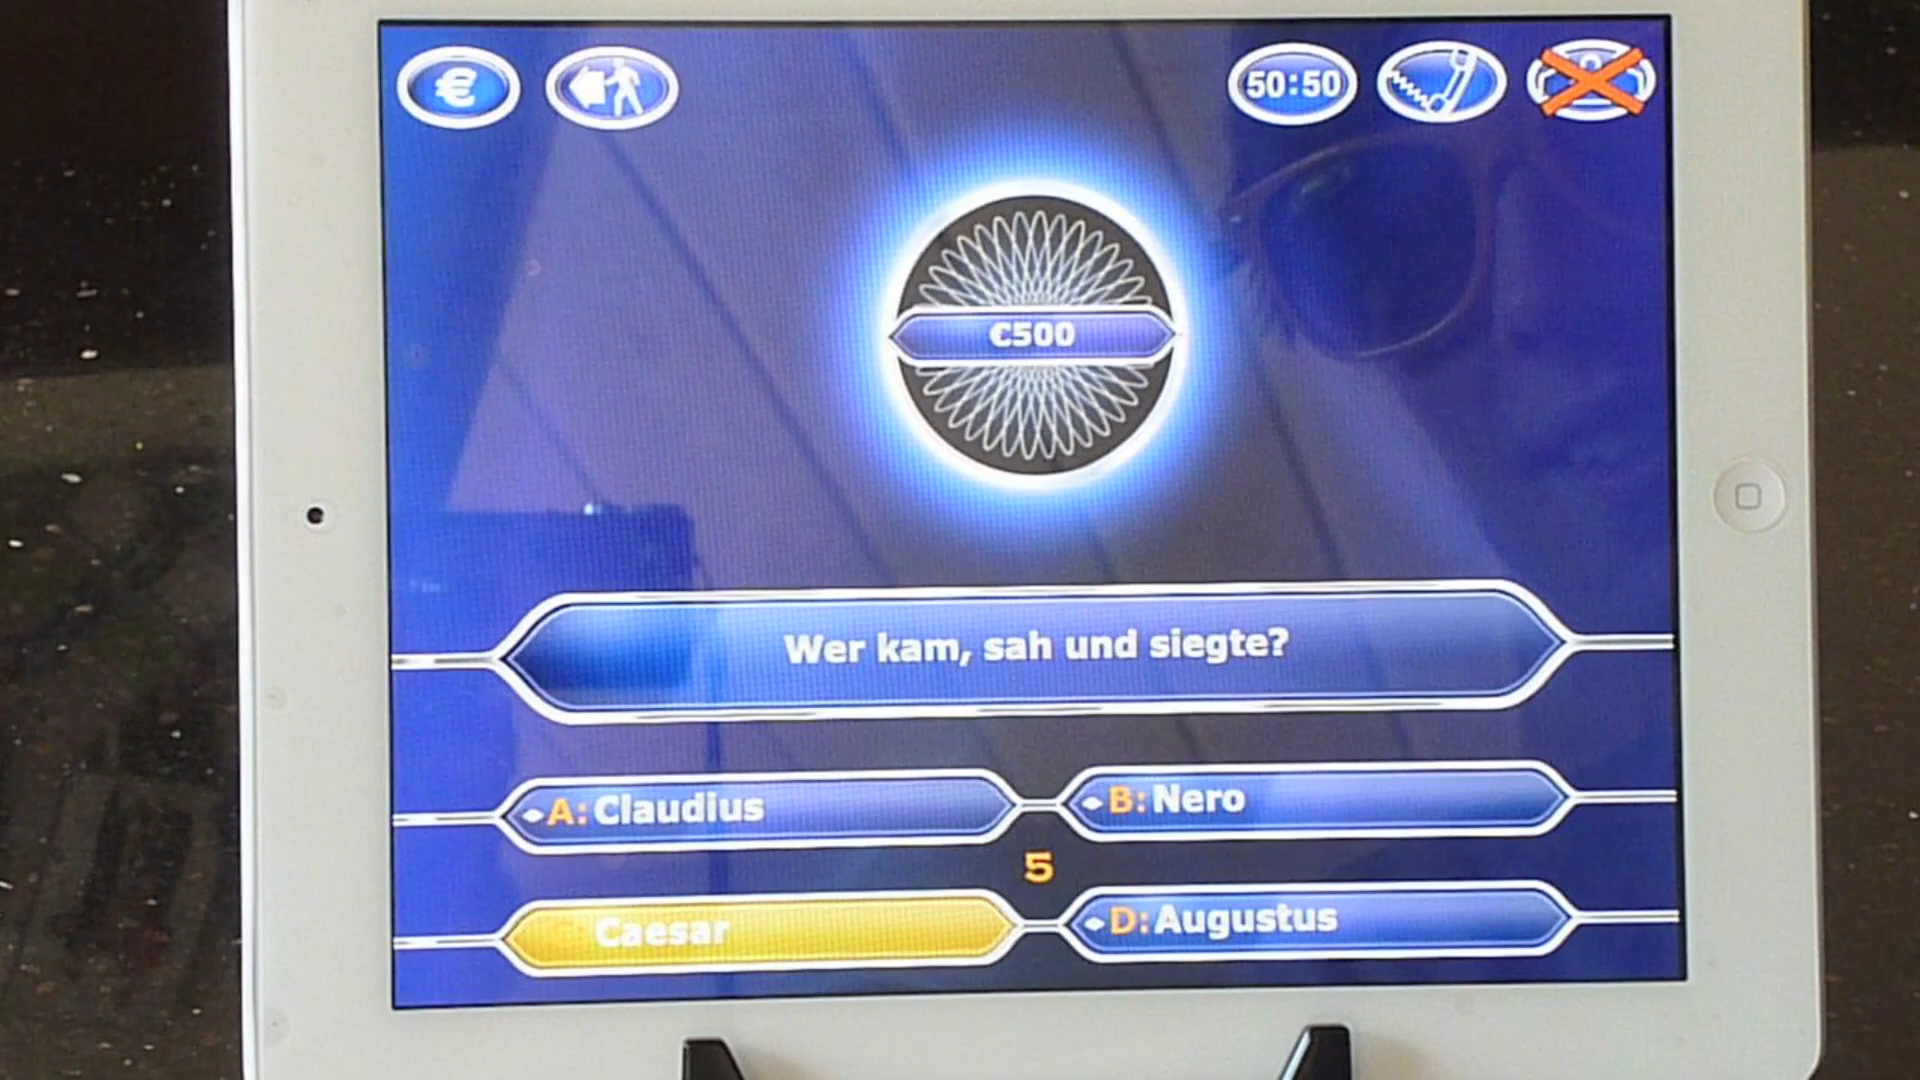 €
50:50
€500
Wer kam, sah und siegte?
A: Claudius
B: Nero
5
Caesar
D: Augustus